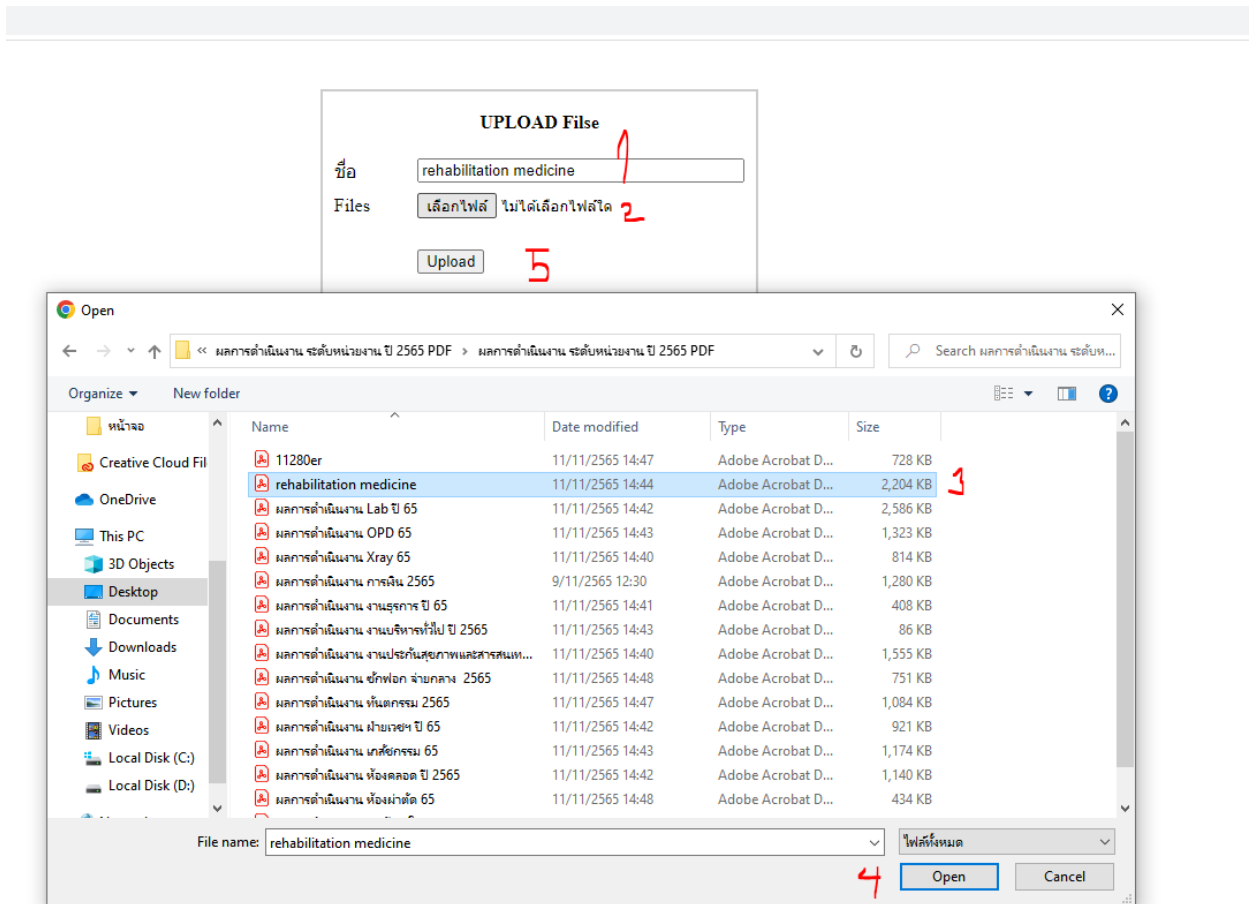 UPLOAD Filse
1
ชื่อ rehabilitation medicine
Files เลือกไฟล์ ไม่ได้เลือกไฟล์ใด 2
Upload 5
Open
« ผลการดำเนินงาน ระดับหน่วยงาน ปี 2565 PDF › ผลการดำเนินงาน ระดับหน่วยงาน ปี 2565 PDF Search ผลการดำเนินงาน ระดับห...
Organize New folder
หน้าจอ
Creative Cloud Fil
OneDrive
This PC
3D Objects
Desktop
Documents
Downloads
Music
Pictures
Videos
Local Disk (C:)
Local Disk (D:)
Name Date modified Type Size
11280er 11/11/2565 14:47 Adobe Acrobat D... 728 KB
rehabilitation medicine 11/11/2565 14:44 Adobe Acrobat D... 2,204 KB 3
ผลการดำเนินงาน Lab ปี 65 11/11/2565 14:42 Adobe Acrobat D... 2,586 KB
ผลการดำเนินงาน OPD 65 11/11/2565 14:43 Adobe Acrobat D... 1,323 KB
ผลการดำเนินงาน Xray 65 11/11/2565 14:40 Adobe Acrobat D... 814 KB
ผลการดำเนินงาน การเงิน 2565 9/11/2565 12:30 Adobe Acrobat D... 1,280 KB
ผลการดำเนินงาน งานธุรการ ปี 65 11/11/2565 14:41 Adobe Acrobat D... 408 KB
ผลการดำเนินงาน งานบริหารทั่วไป ปี 2565 11/11/2565 14:43 Adobe Acrobat D... 86 KB
ผลการดำเนินงาน งานประกันสุขภาพและสารสนเท... 11/11/2565 14:40 Adobe Acrobat D... 1,555 KB
ผลการดำเนินงาน ซักฟอก จ่ายกลาง 2565 11/11/2565 14:48 Adobe Acrobat D... 751 KB
ผลการดำเนินงาน ทันตกรรม 2565 11/11/2565 14:47 Adobe Acrobat D... 1,084 KB
ผลการดำเนินงาน ฝ่ายเวชฯ ปี 65 11/11/2565 14:42 Adobe Acrobat D... 921 KB
ผลการดำเนินงาน เภสัชกรรม 65 11/11/2565 14:43 Adobe Acrobat D... 1,174 KB
ผลการดำเนินงาน ห้องคลอด ปี 2565 11/11/2565 14:42 Adobe Acrobat D... 1,140 KB
ผลการดำเนินงาน ห้องผ่าตัด 65 11/11/2565 14:48 Adobe Acrobat D... 434 KB
File name: rehabilitation medicine ไฟล์ทั้งหมด
4 Open Cancel